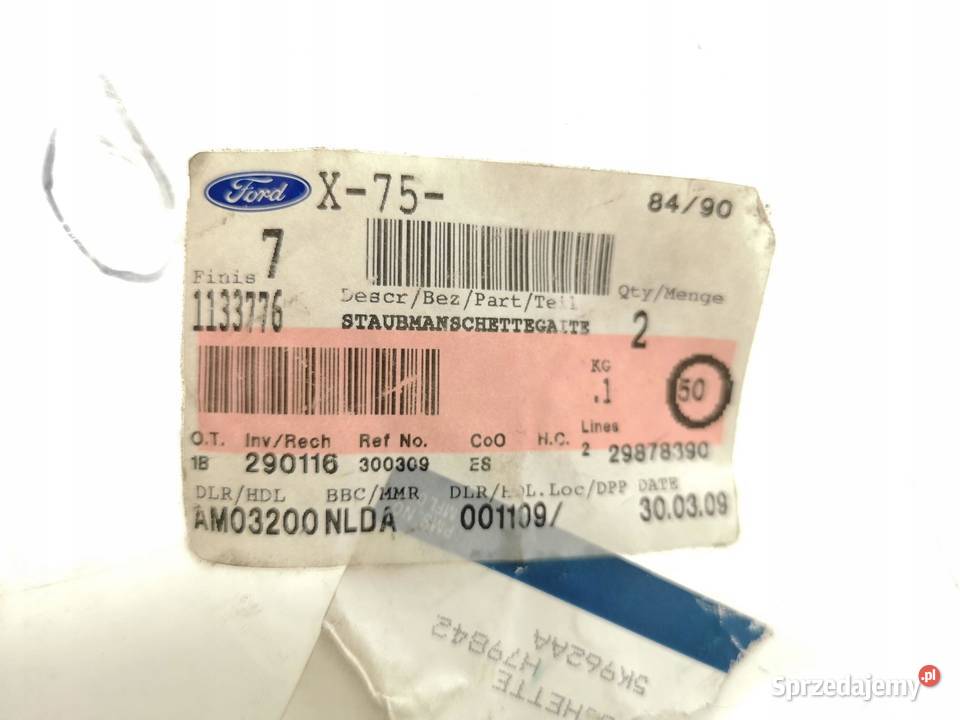 Ford X-75- 84/90
7
Finis Descr/Bez/Part/Teil Qty/Menge
1133776 STAUBMANSCHETTEGAITE 2
KG
.1 50
O.T. Inv/Rech Ref No. CoO H.C. Lines
1B 290116 300309 ES 2 29878390
DLR/HDL BBC/MMR DLR/HDL.Loc/DPP DATE
AM03200 NLDA 001109/ 30.03.09
H79842
5K962AA
Sprzedajemy.pl